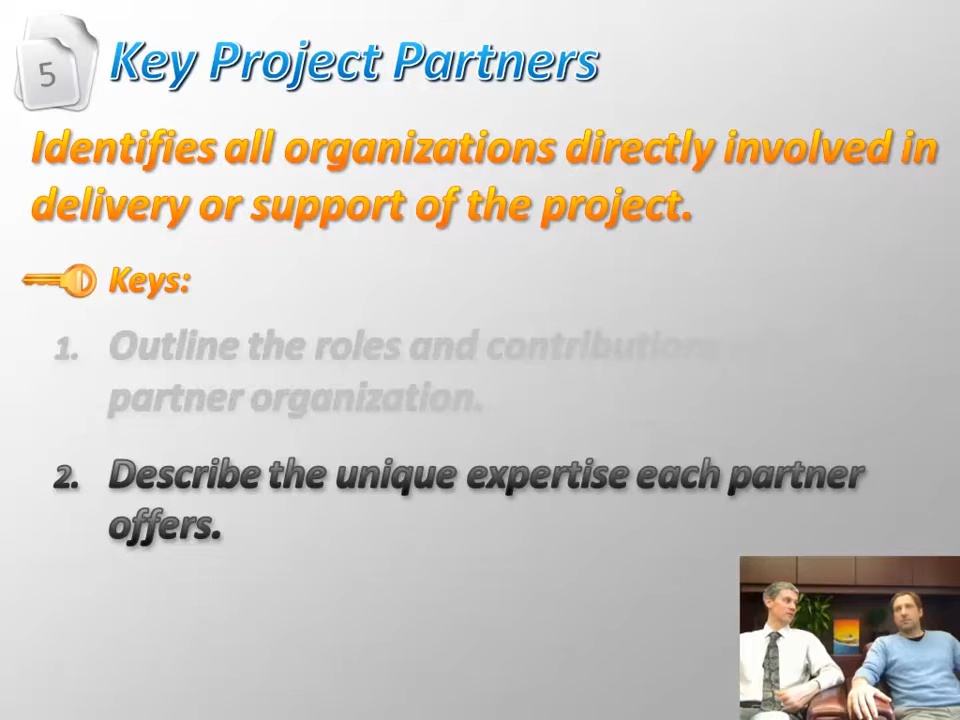 5
Key Project Partners
Identifies all organizations directly involved in
delivery or support of the project.
Keys:
1. Outline the roles and contributions
partner organization.
2. Describe the unique expertise each partner
offers.